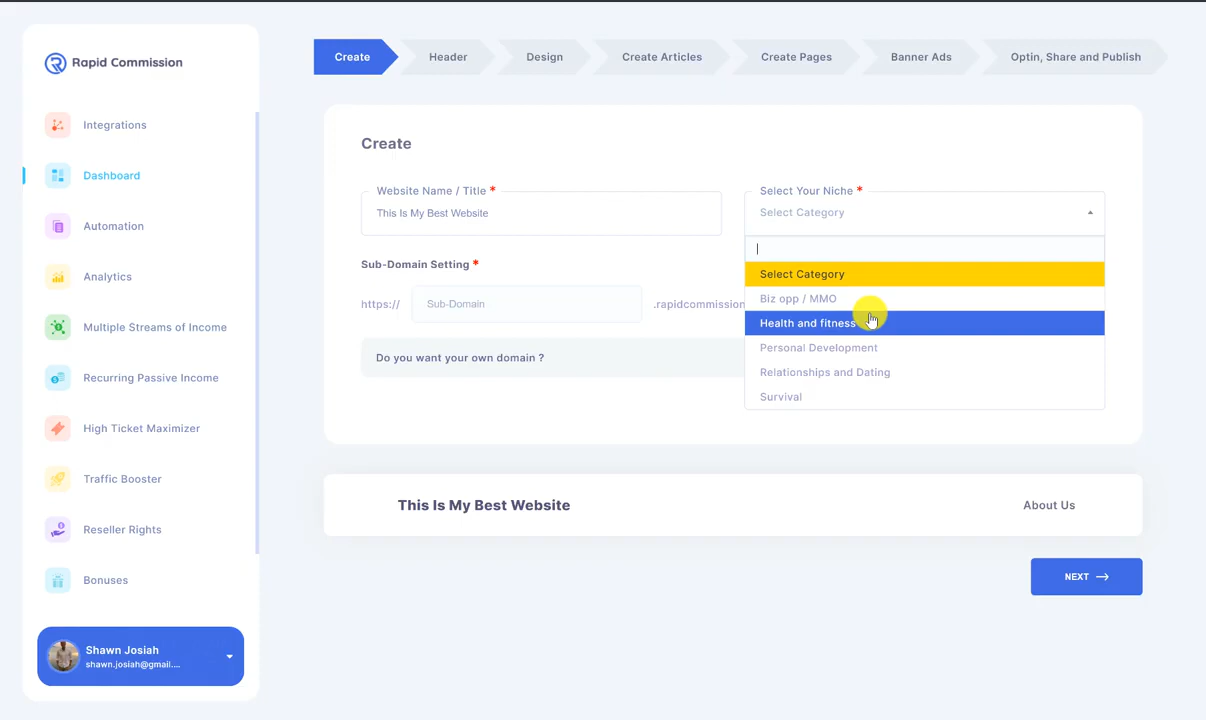 Rapid Commission
Integrations
Dashboard
Automation
Analytics
Multiple Streams of Income
Recurring Passive Income
High Ticket Maximizer
Traffic Booster
Reseller Rights
Bonuses
Shawn Josiah
shawn.josiah@gmail....
Create Header Design Create Articles Create Pages Banner Ads Optin, Share and Publish
Create
Website Name / Title *
This Is My Best Website
Select Your Niche *
Select Category
Select Category
Biz opp / MMO
Health and fitness
Personal Development
Relationships and Dating
Survival
Sub-Domain Setting *
https:// Sub-Domain .rapidcommission
Do you want your own domain ?
This Is My Best Website About Us
NEXT →